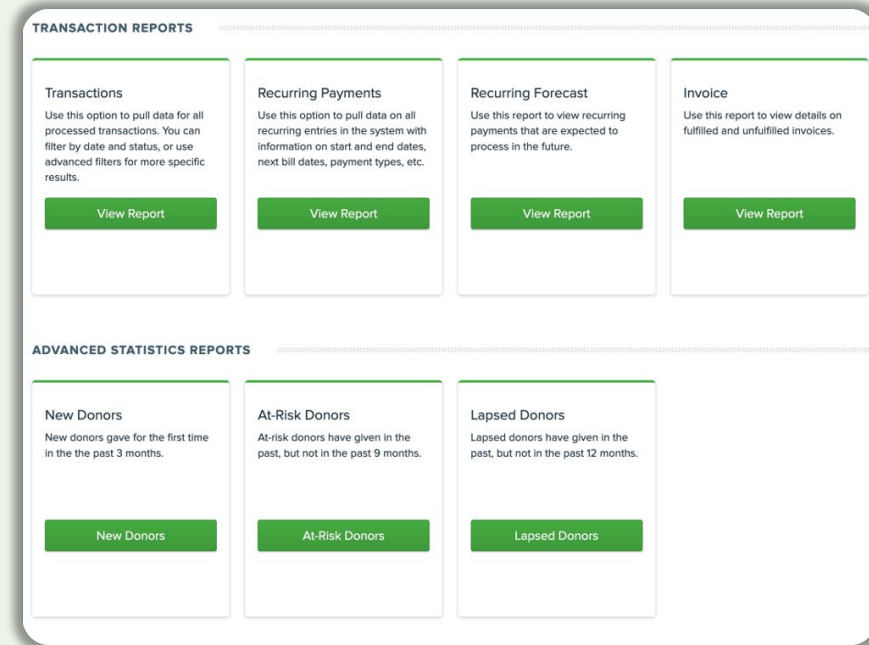 TRANSACTION REPORTS
Transactions
Use this option to pull data for all
processed transactions. You can
filter by date and status, or use
advanced filters for more specific
results.
View Report
Recurring Payments
Use this option to pull data on all
recurring entries in the system with
information on start and end dates,
next bill dates, payment types, etc.
View Report
Recurring Forecast
Use this report to view recurring
payments that are expected to
process in the future.
View Report
Invoice
Use this report to view details on
fulfilled and unfulfilled invoices.
View Report
ADVANCED STATISTICS REPORTS
New Donors
New donors gave for the first time
in the the past 3 months.
New Donors
At-Risk Donors
At-risk donors have given in the
past, but not in the past 9 months.
At-Risk Donors
Lapsed Donors
Lapsed donors have given in the
past, but not in the past 12 months.
Lapsed Donors